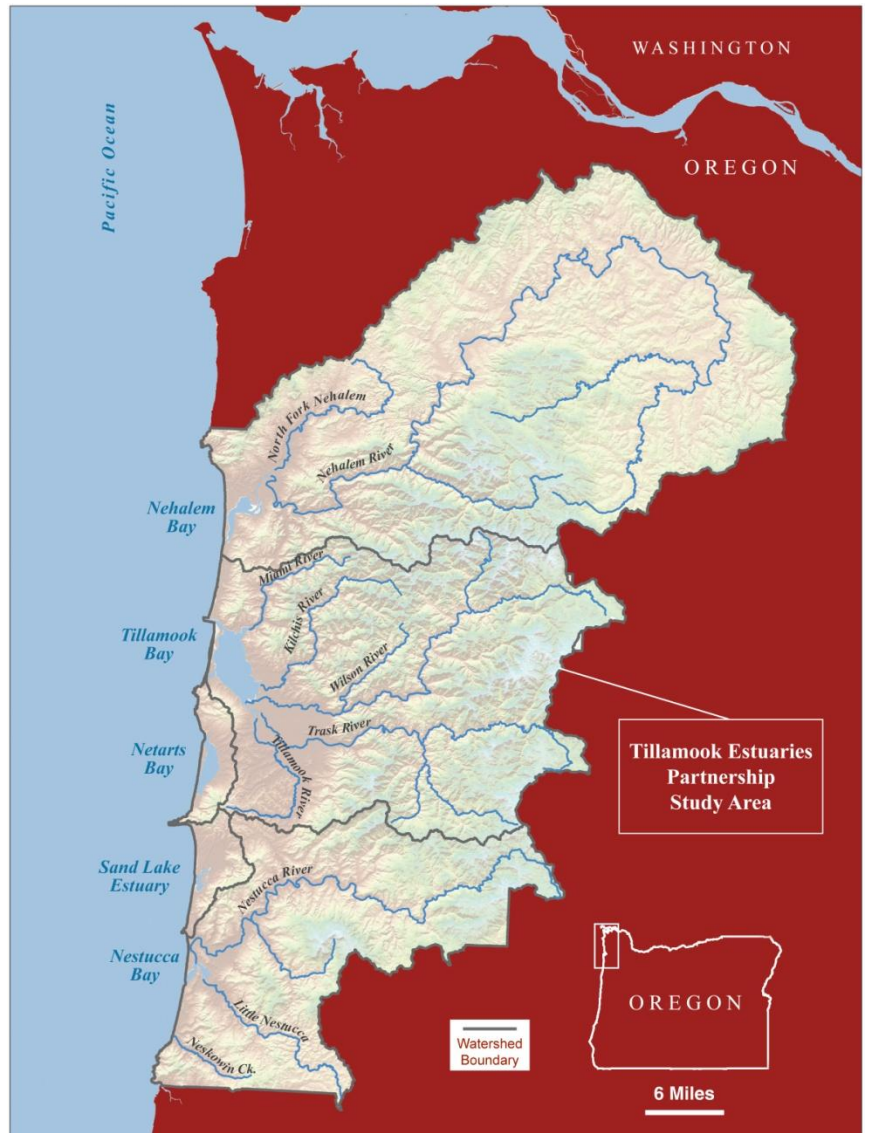 WASHINGTON
Pacific Ocean
OREGON
North Fork Nehalem
Nehalem River
Nehalem
Bay
Miami River
Kilchis River
Tillamook
Bay
Wilson River
Trask River
Netarts
Bay
Tillamook River
Tillamook Estuaries
Partnership
Study Area
Sand Lake
Estuary
Nestucca River
Nestucca
Bay
Little Nestucca
Neskowin Ck.
Watershed
Boundary
OREGON
6 Miles